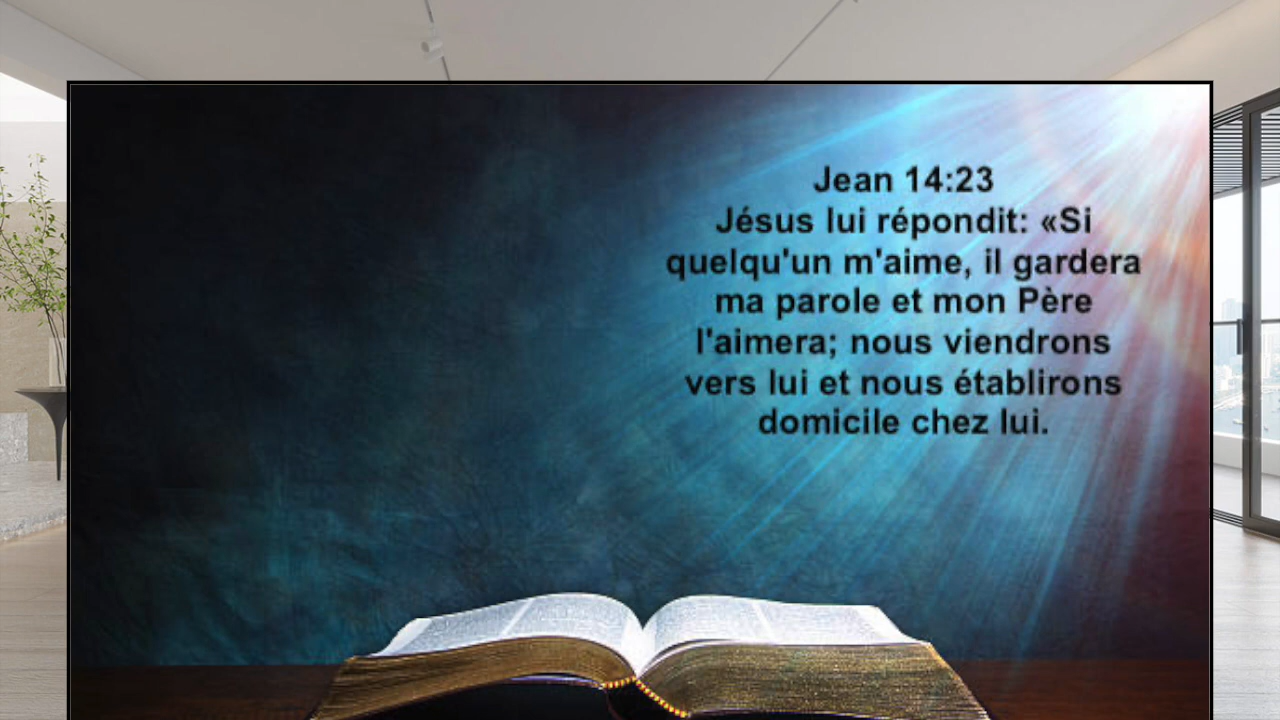 Jean 14:23
Jésus lui répondit: «Si
quelqu'un m'aime, il gardera
ma parole et mon Père
l'aimera; nous viendrons
vers lui et nous établirons
domicile chez lui.